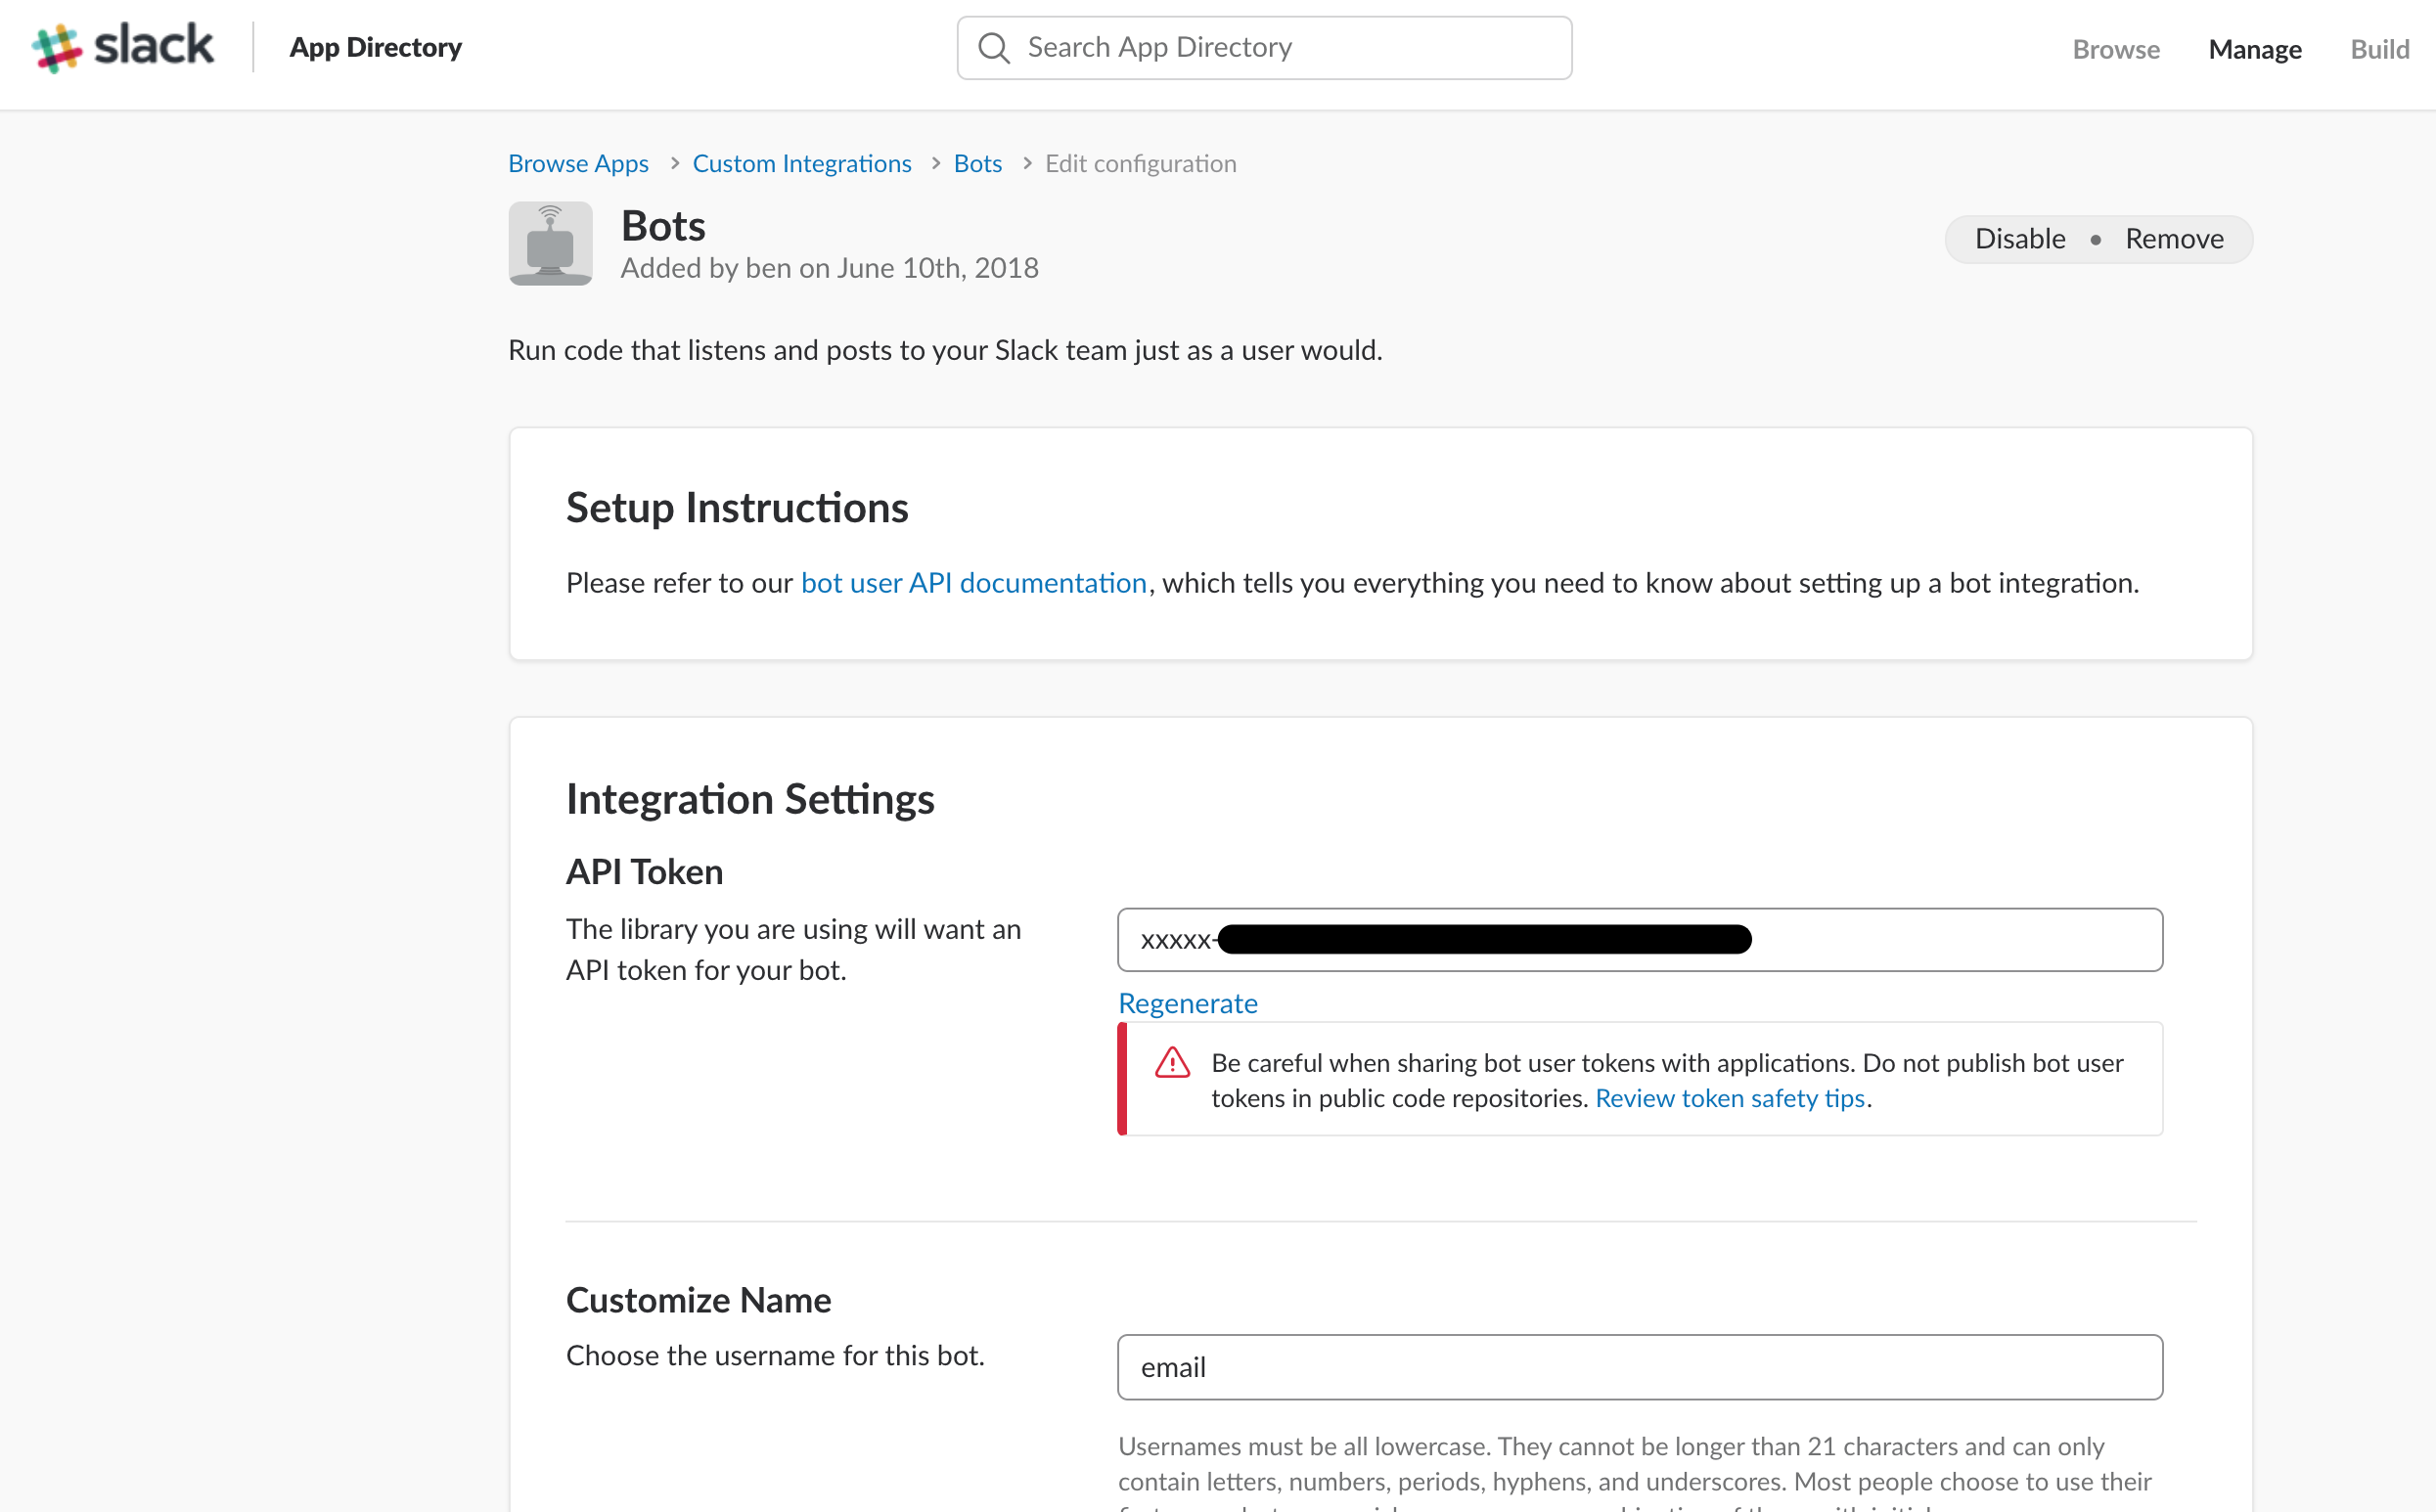 slack App Directory Search App Directory Browse Manage Build
Browse Apps > Custom Integrations > Bots > Edit configuration
Bots
Added by ben on June 10th, 2018
Disable • Remove
Run code that listens and posts to your Slack team just as a user would.
Setup Instructions
Please refer to our bot user API documentation, which tells you everything you need to know about setting up a bot integration.
Integration Settings
API Token
The library you are using will want an
API token for your bot.
xxxxx-
Regenerate
Be careful when sharing bot user tokens with applications. Do not publish bot user
tokens in public code repositories. Review token safety tips.
Customize Name
Choose the username for this bot.
email
Usernames must be all lowercase. They cannot be longer than 21 characters and can only
contain letters, numbers, periods, hyphens, and underscores. Most people choose to use their